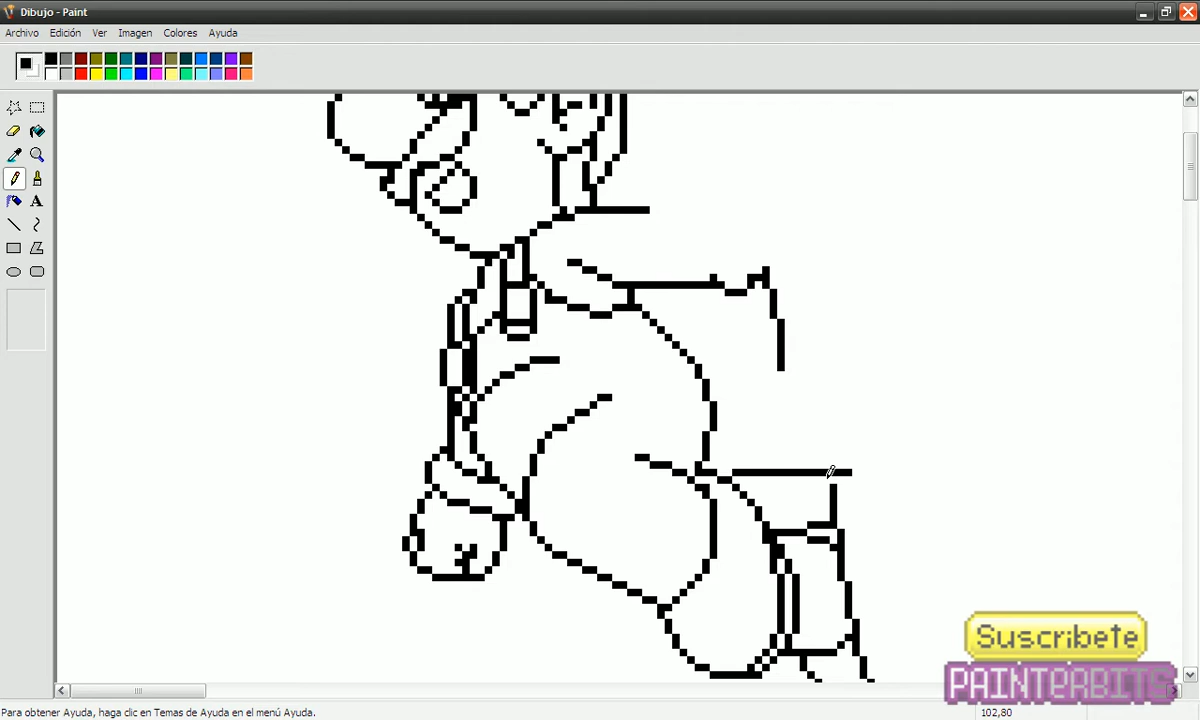 Dibujo - Paint
Archivo Edición Ver Imagen Colores Ayuda
A
Suscribete
PAINTERBITS
Para obtener Ayuda, haga clic en Temas de Ayuda en el menú Ayuda. 102,80